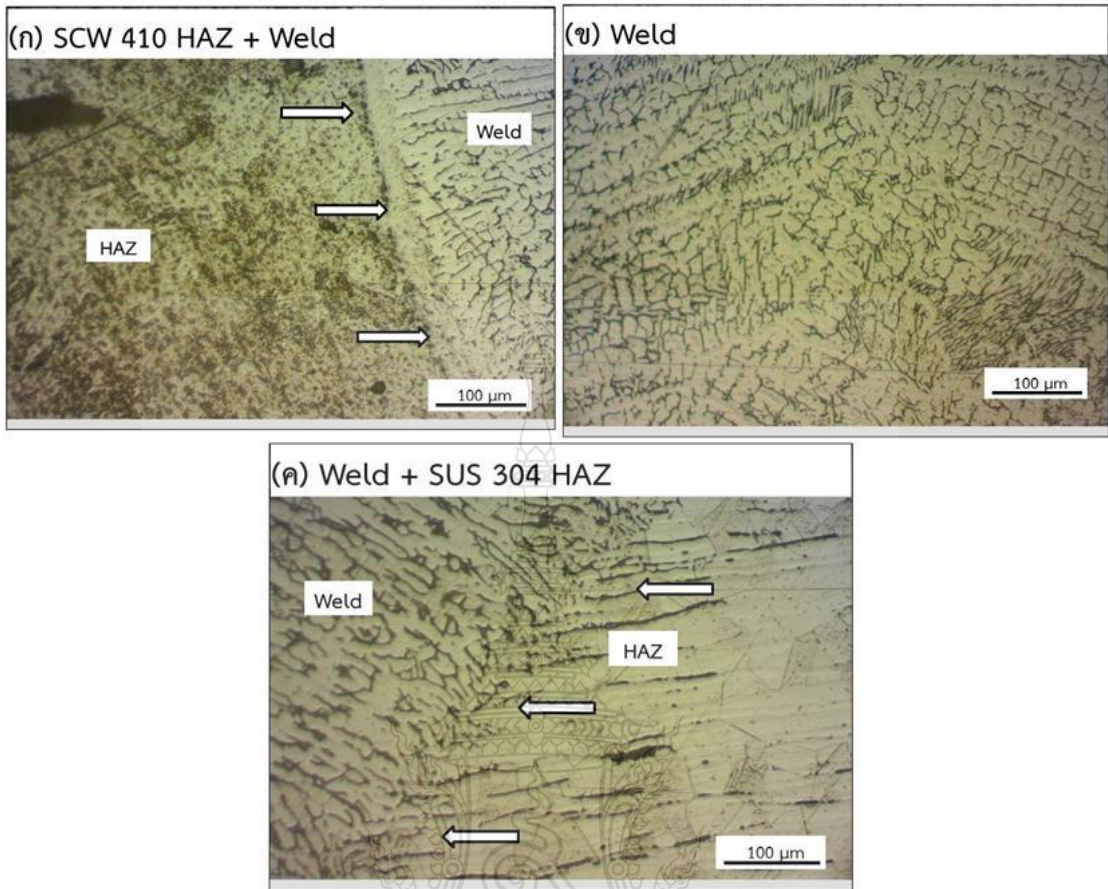 (ก) SCW 410 HAZ + Weld
Weld
HAZ
100 µm
(ข) Weld
100 µm
(ค) Weld + SUS 304 HAZ
Weld
HAZ
100 µm